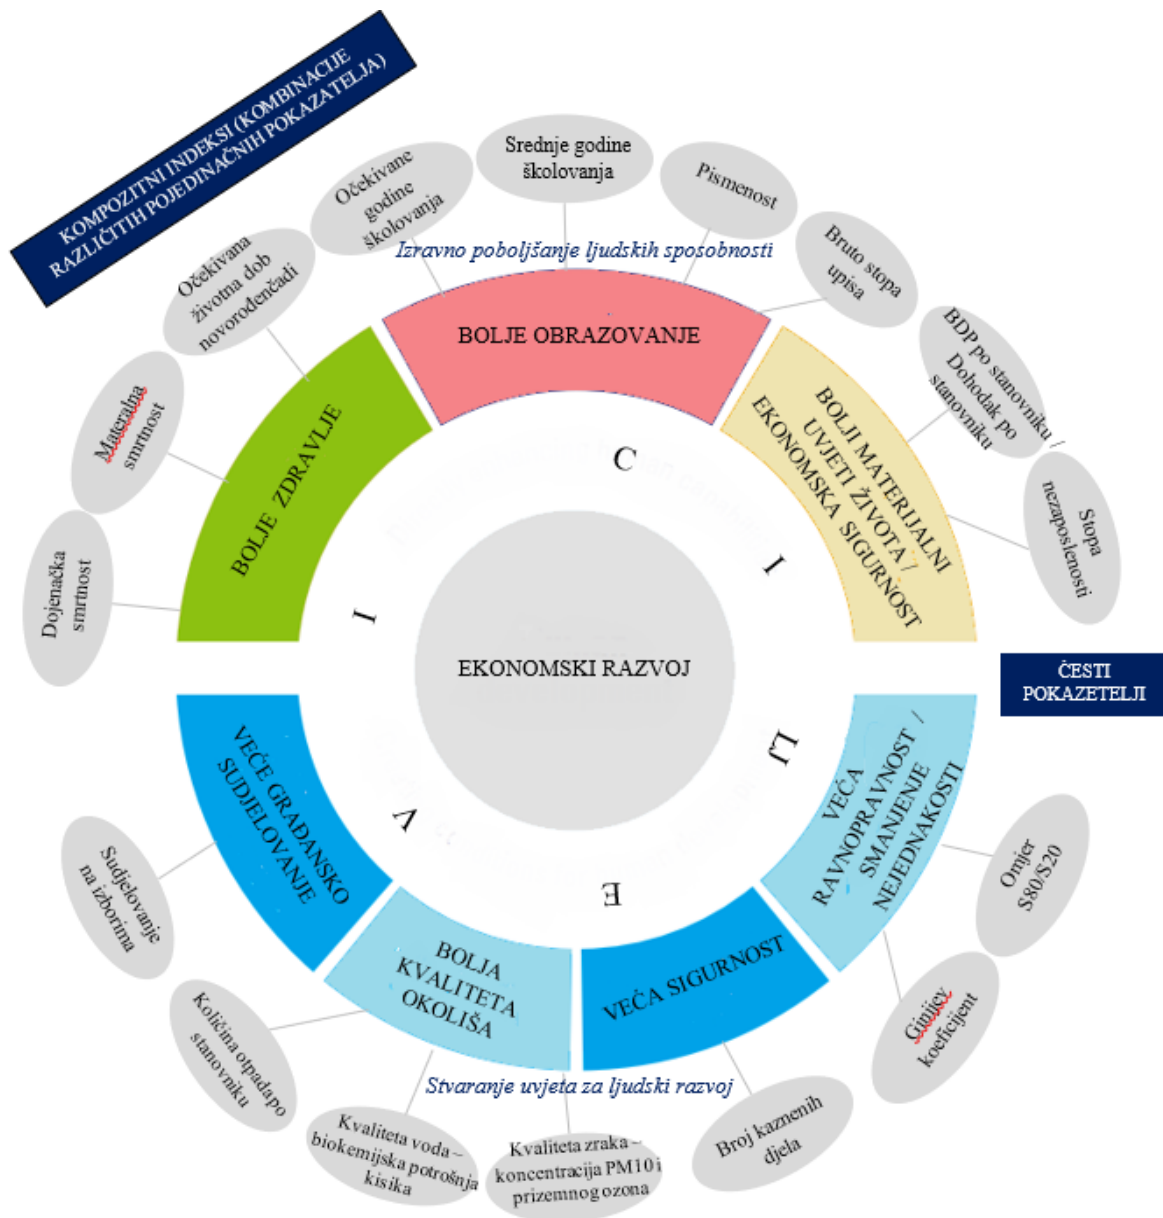 KOMPOZITNI INDEKSI (KOMBINACIJE
RAZLIČITIH POJEDINAČNIH POKAZATELJA)
Dojenačka
smrtnost
Materalna
smrtnost
Očekivana
životna dob
novorođenčadi
Očekivane
godine
školovanja
Srednje godine
školovanja
Pismenost
Bruto stopa
upisa
BDP po stanovniku /
Dohodak po
stanovniku
Stopa
nezaposlenosti
Izravno poboljšanje ljudskih sposobnosti
BOLJE ZDRAVLJE
BOLJE OBRAZOVANJE
BOLJI MATERIJALNI
UVJETI ŽIVOTA /
EKONOMSKA SIGURNOST
C
I
LJ
E
V
I
EKONOMSKI RAZVOJ
ČESTI
POKAZETELJI
VEĆE GRAĐANSKO
SUDJELOVANJE
BOLJA
KVALITETA
OKOLIŠA
VEĆA SIGURNOST
VEĆA
RAVNOPRAVNOST /
SMANJENJE
NEJEDNAKOSTI
Stvaranje uvjeta za ljudski razvoj
Sudjelovanje
na izborima
Količina otpadapo
stanovniku
Kvaliteta voda –
biokemijska potrošnja
kisika
Kvaliteta zraka –
koncentracija PM10 i
prizemnog ozona
Broj kaznenih
djela
Ginijev
koeficijent
Omjer
S80/S20